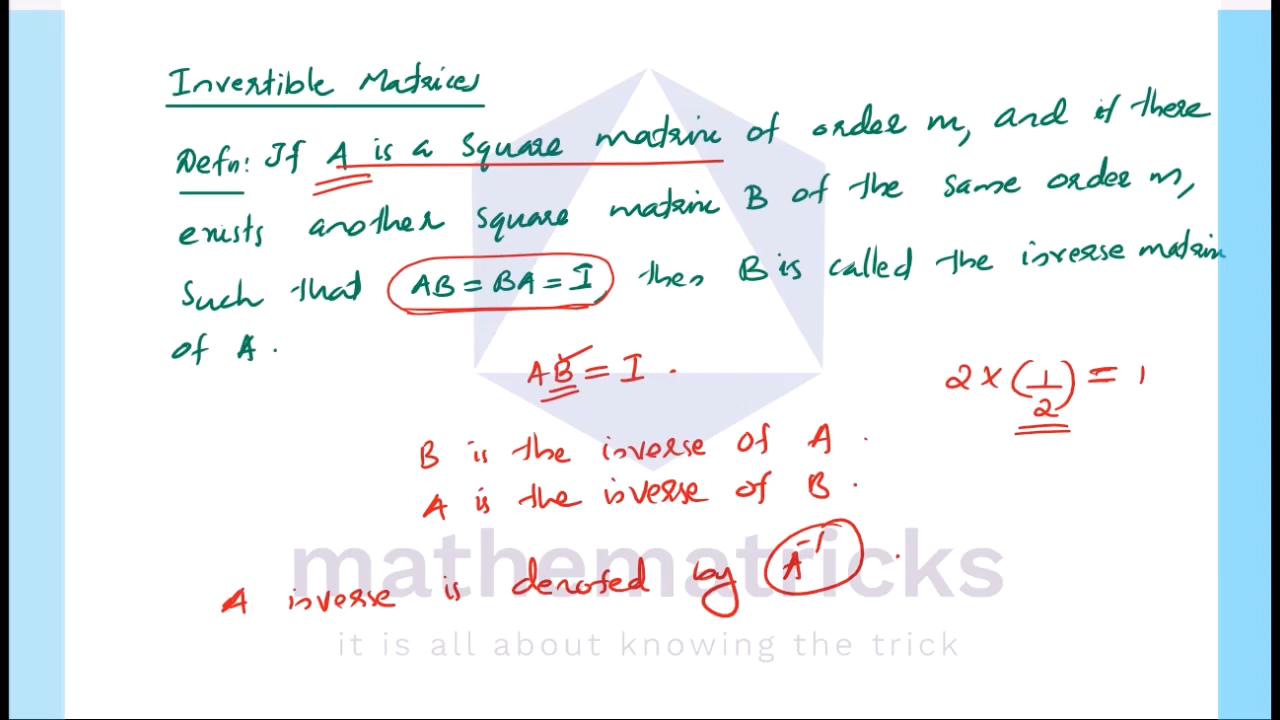 Invertible Matrices
Defn: If A is a square matrix of order m, and if there
exists another square matrix B of the same order m,
such that AB = BA = I, then B is called the inverse matrix
of A.
AB = I.
2 × (1/2) = 1
B is the inverse of A.
A is the inverse of B.
A inverse is denoted by A⁻¹.
mathematricks
it is all about knowing the trick